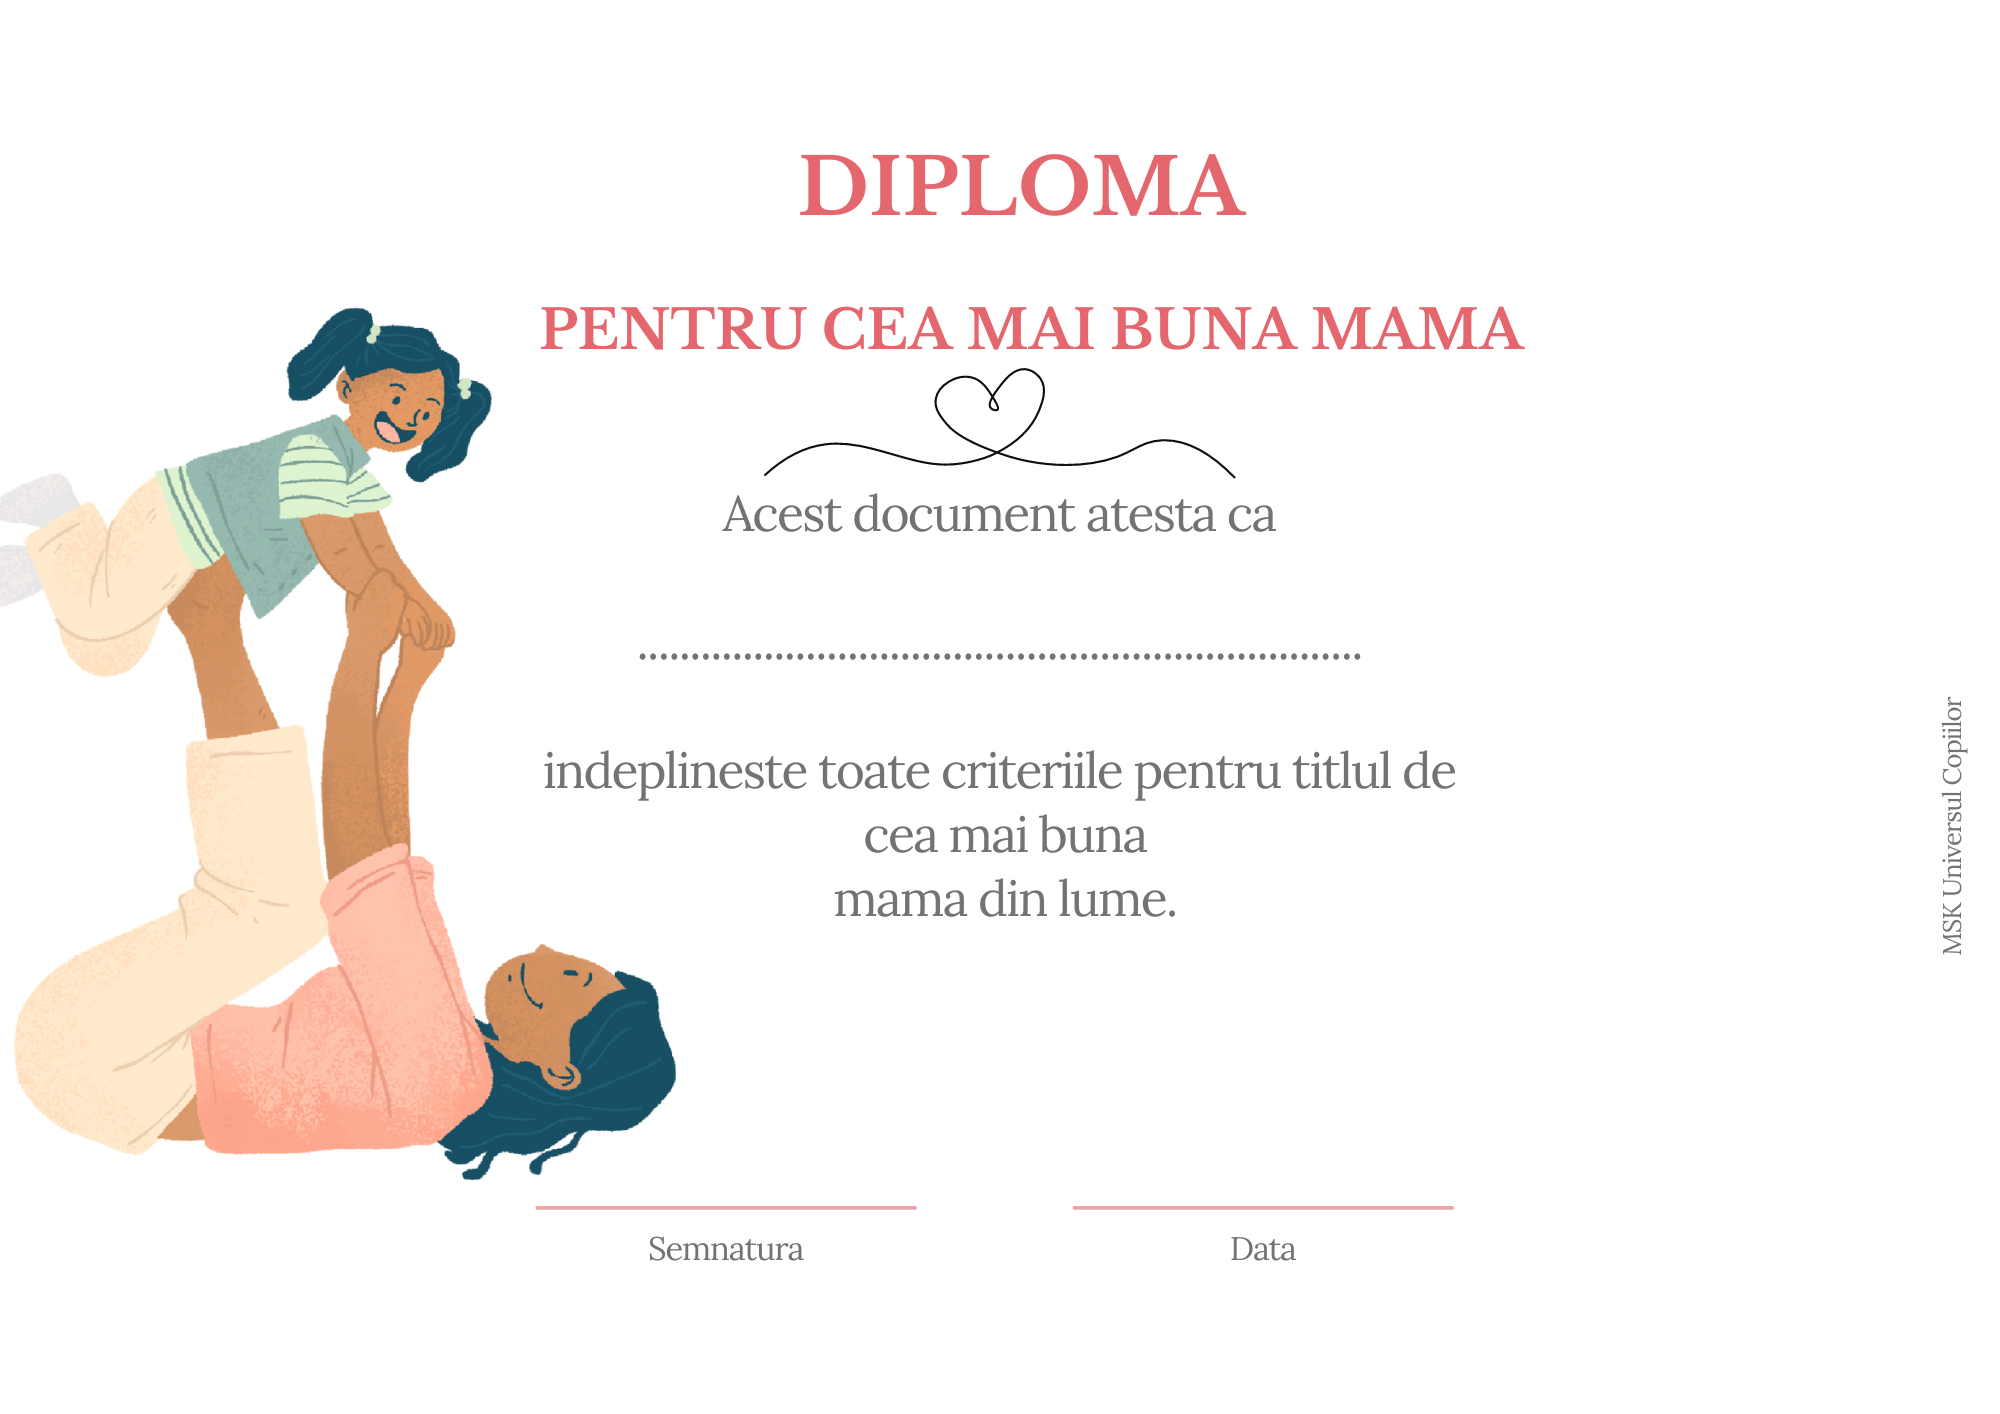 DIPLOMA
PENTRU CEA MAI BUNA MAMA
Acest document atesta ca
.....................................................................
indeplineste toate criteriile pentru titlul de
cea mai buna
mama din lume.
Semnatura
Data
MSK Universul Copiilor